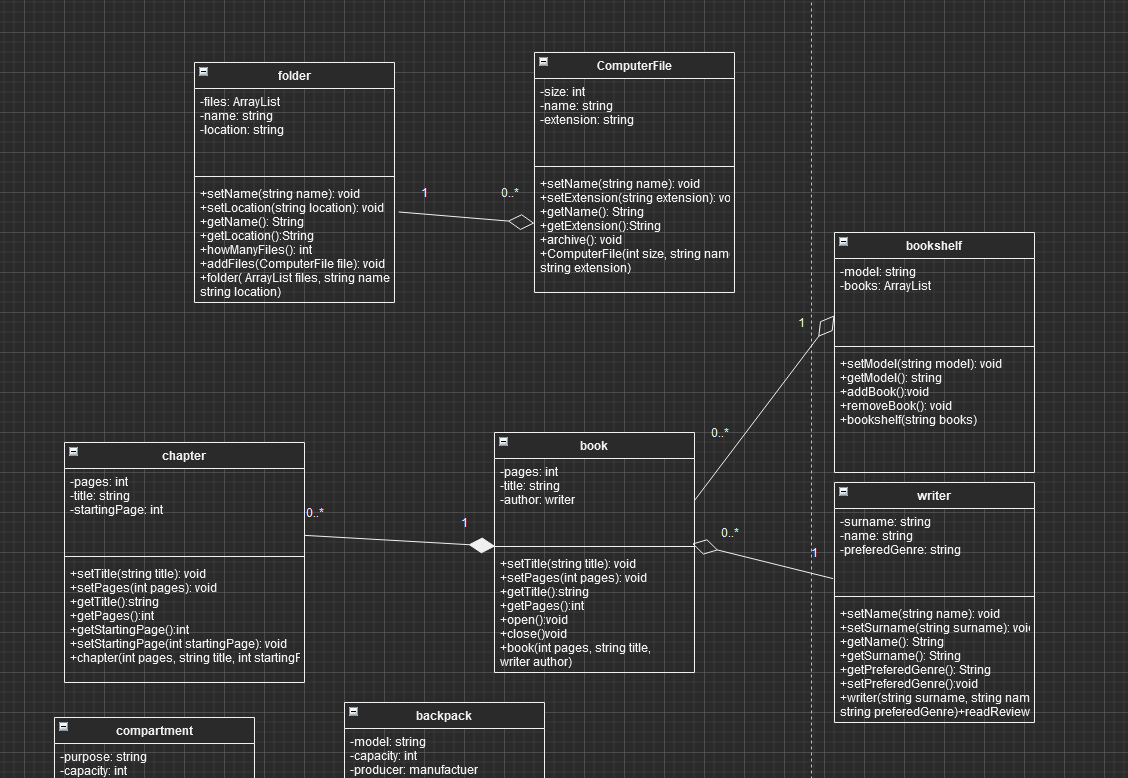 folder
-files: ArrayList
-name: string
-location: string
+setName(string name): void
+setLocation(string location): void
+getName(): String
+getLocation():String
+howManyFiles(): int
+addFiles(ComputerFile file): void
+folder( ArrayList files, string name
string location)
1
0..*
ComputerFile
-size: int
-name: string
-extension: string
+setName(string name): void
+setExtension(string extension): vo
+getName(): String
+getExtension():String
+archive(): void
+ComputerFile(int size, string nam
string extension)
bookshelf
-model: string
-books: ArrayList
+setModel(string model): void
+getModel(): string
+addBook():void
+removeBook(): void
+bookshelf(string books)
1
0..*
chapter
-pages: int
-title: string
-startingPage: int
+setTitle(string title): void
+setPages(int pages): void
+getTitle():string
+getPages():int
+getStartingPage():int
+setStartingPage(int startingPage): void
+chapter(int pages, string title, int startingP
0..*
1
book
-pages: int
-title: string
-author: writer
+setTitle(string title): void
+setPages(int pages): void
+getTitle():string
+getPages():int
+open():void
+close()void
+book(int pages, string title,
writer author)
0..*
1
writer
-surname: string
-name: string
-preferedGenre: string
+setName(string name): void
+setSurname(string surname): voi
+getName(): String
+getSurname(): String
+getPreferedGenre(): String
+setPreferedGenre():void
+writer(string surname, string nam
string preferedGenre)+readReview
compartment
-purpose: string
-capacity: int
backpack
-model: string
-capacity: int
-producer: manufactuer